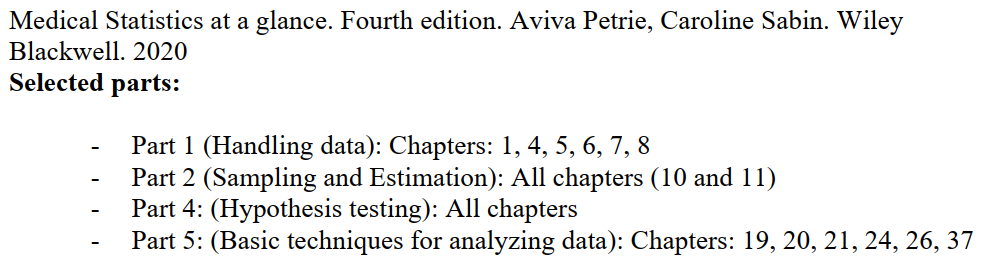 Medical Statistics at a glance. Fourth edition. Aviva Petrie, Caroline Sabin. Wiley
Blackwell. 2020
Selected parts:
- Part 1 (Handling data): Chapters: 1, 4, 5, 6, 7, 8
- Part 2 (Sampling and Estimation): All chapters (10 and 11)
- Part 4: (Hypothesis testing): All chapters
- Part 5: (Basic techniques for analyzing data): Chapters: 19, 20, 21, 24, 26, 37